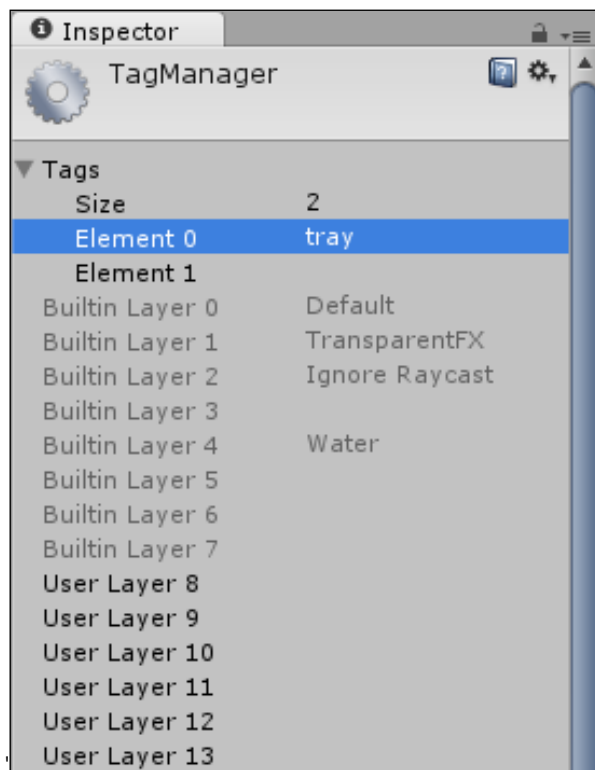 Inspector
TagManager
Tags
Size 2
Element 0 tray
Element 1
Builtin Layer 0 Default
Builtin Layer 1 TransparentFX
Builtin Layer 2 Ignore Raycast
Builtin Layer 3
Builtin Layer 4 Water
Builtin Layer 5
Builtin Layer 6
Builtin Layer 7
User Layer 8
User Layer 9
User Layer 10
User Layer 11
User Layer 12
User Layer 13